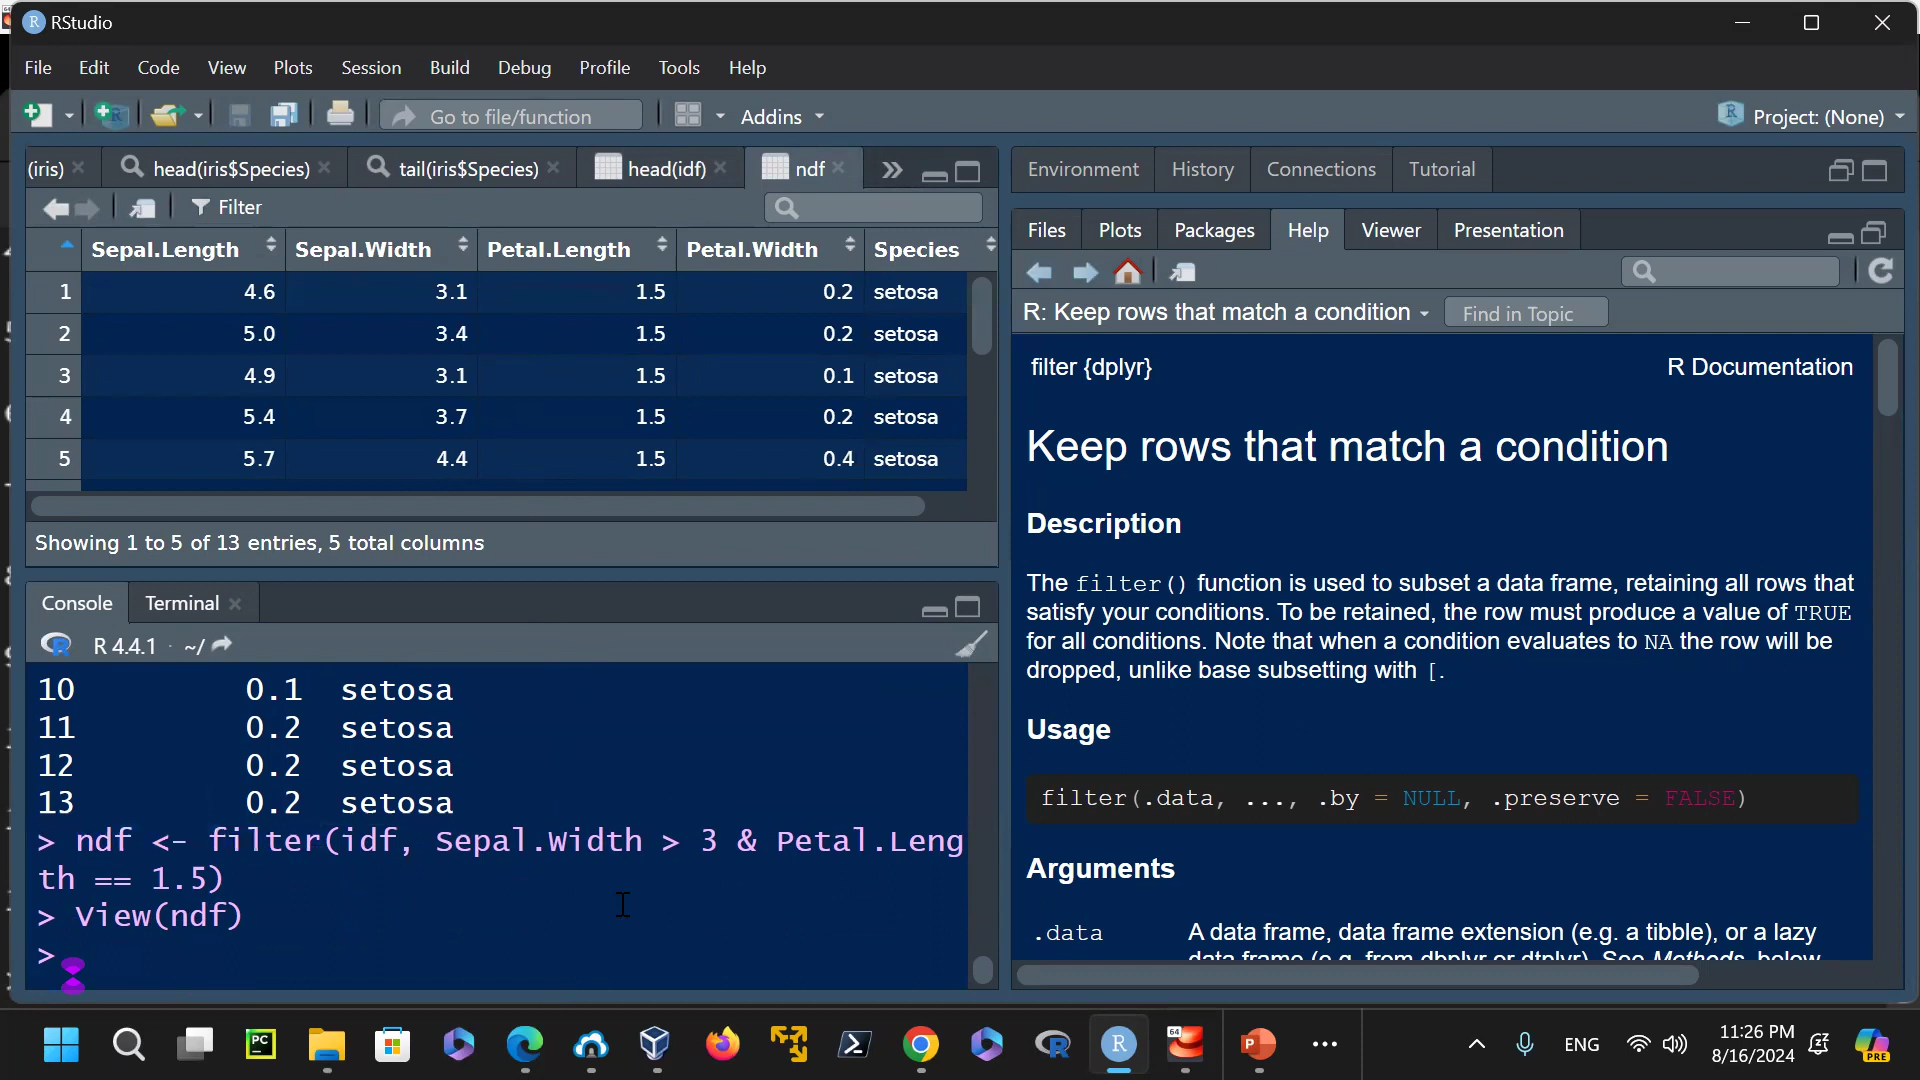 RStudio
File Edit Code View Plots Session Build Debug Profile Tools Help
Go to file/function Addins Project: (None)
(iris) head(iris$Species) tail(iris$Species) head(idf) ndf
Filter
Sepal.Length Sepal.Width Petal.Length Petal.Width Species
1 4.6 3.1 1.5 0.2 setosa
2 5.0 3.4 1.5 0.2 setosa
3 4.9 3.1 1.5 0.1 setosa
4 5.4 3.7 1.5 0.2 setosa
5 5.7 4.4 1.5 0.4 setosa
Showing 1 to 5 of 13 entries, 5 total columns
Console Terminal
R 4.4.1 · ~/
10 0.1 setosa
11 0.2 setosa
12 0.2 setosa
13 0.2 setosa
> ndf <- filter(idf, Sepal.Width > 3 & Petal.Leng
th == 1.5)
> View(ndf)
>
Environment History Connections Tutorial
Files Plots Packages Help Viewer Presentation
R: Keep rows that match a condition Find in Topic
filter {dplyr} R Documentation
Keep rows that match a condition
Description
The filter() function is used to subset a data frame, retaining all rows that
satisfy your conditions. To be retained, the row must produce a value of TRUE
for all conditions. Note that when a condition evaluates to NA the row will be
dropped, unlike base subsetting with [.
Usage
filter(.data, ..., .by = NULL, .preserve = FALSE)
Arguments
.data A data frame, data frame extension (e.g. a tibble), or a lazy
data frame (e.g. from dbplyr or dtplyr). See Methods, below
ENG 11:26 PM
8/16/2024